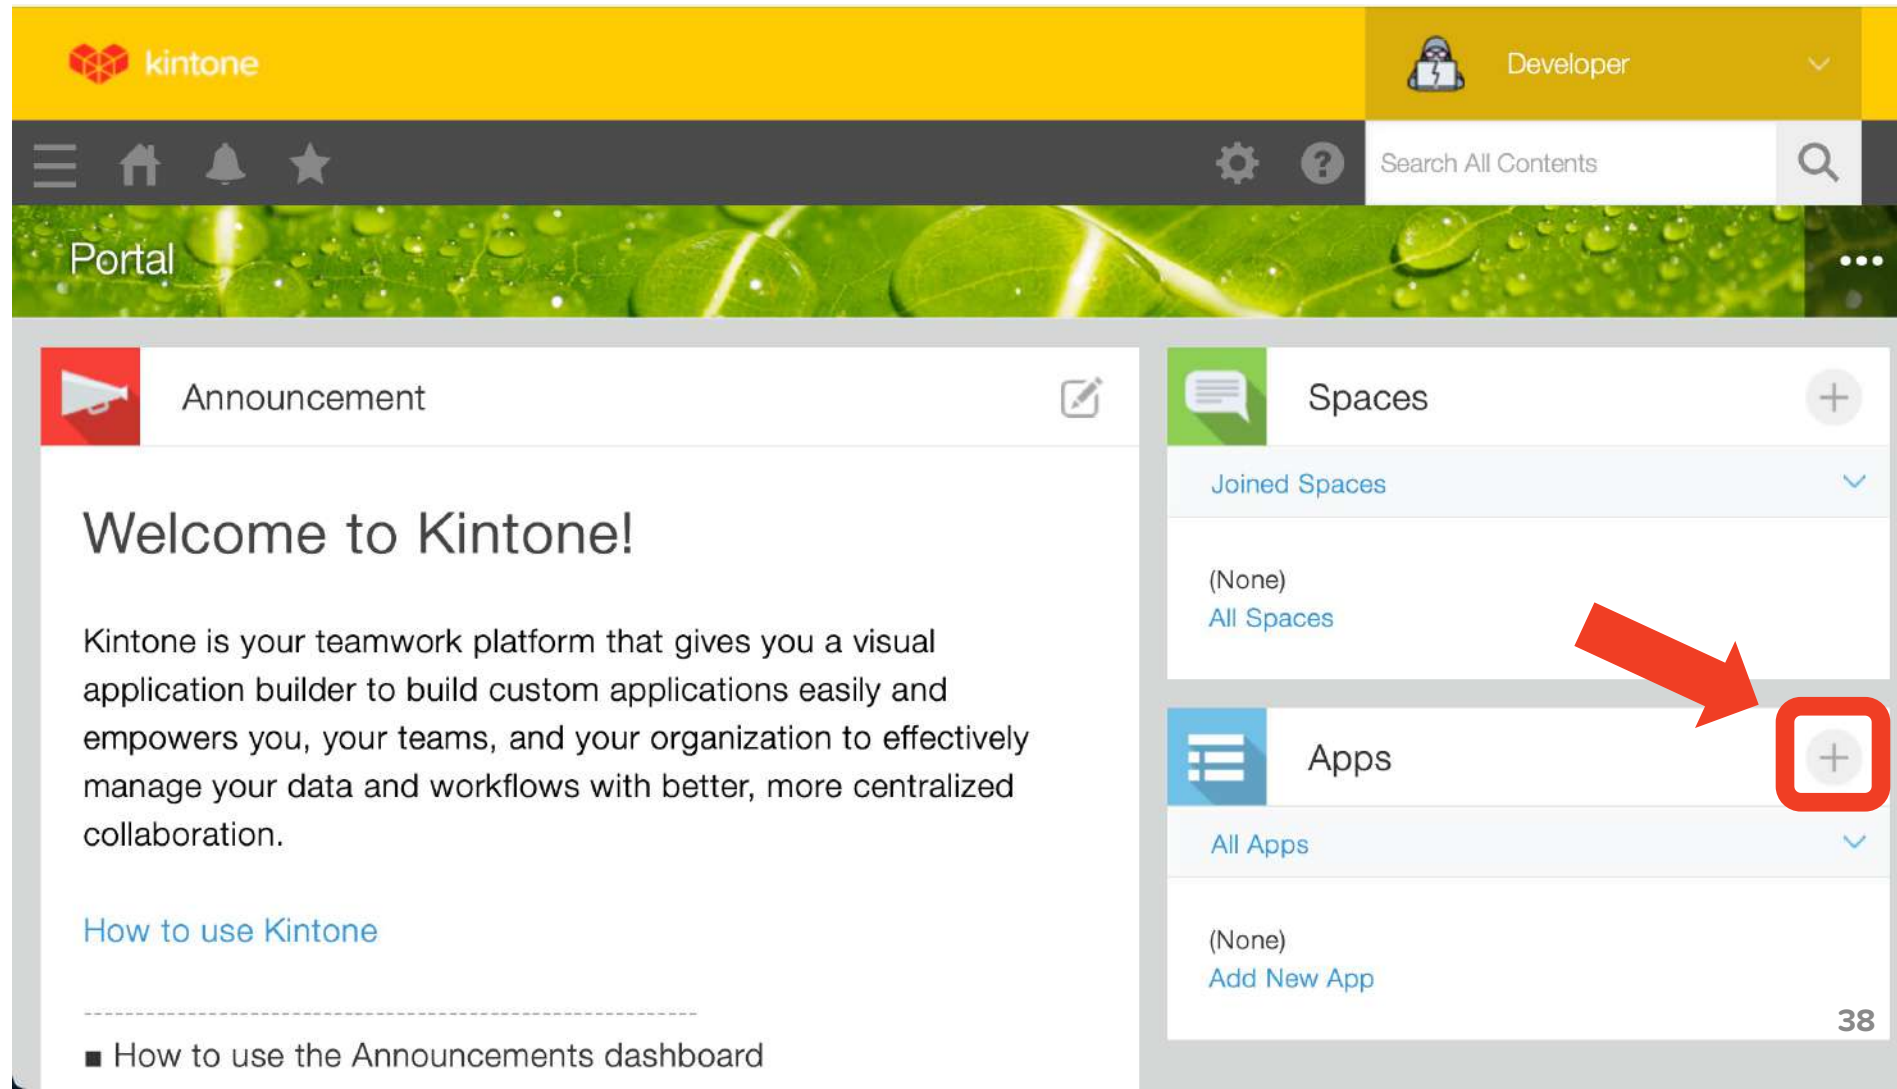 kintone
Developer
Search All Contents
Portal
Announcement
Welcome to Kintone!
Kintone is your teamwork platform that gives you a visual
application builder to build custom applications easily and
empowers you, your teams, and your organization to effectively
manage your data and workflows with better, more centralized
collaboration.
How to use Kintone
------------------------------------------------------------
■ How to use the Announcements dashboard
Spaces
Joined Spaces
(None)
All Spaces
Apps
All Apps
(None)
Add New App
38